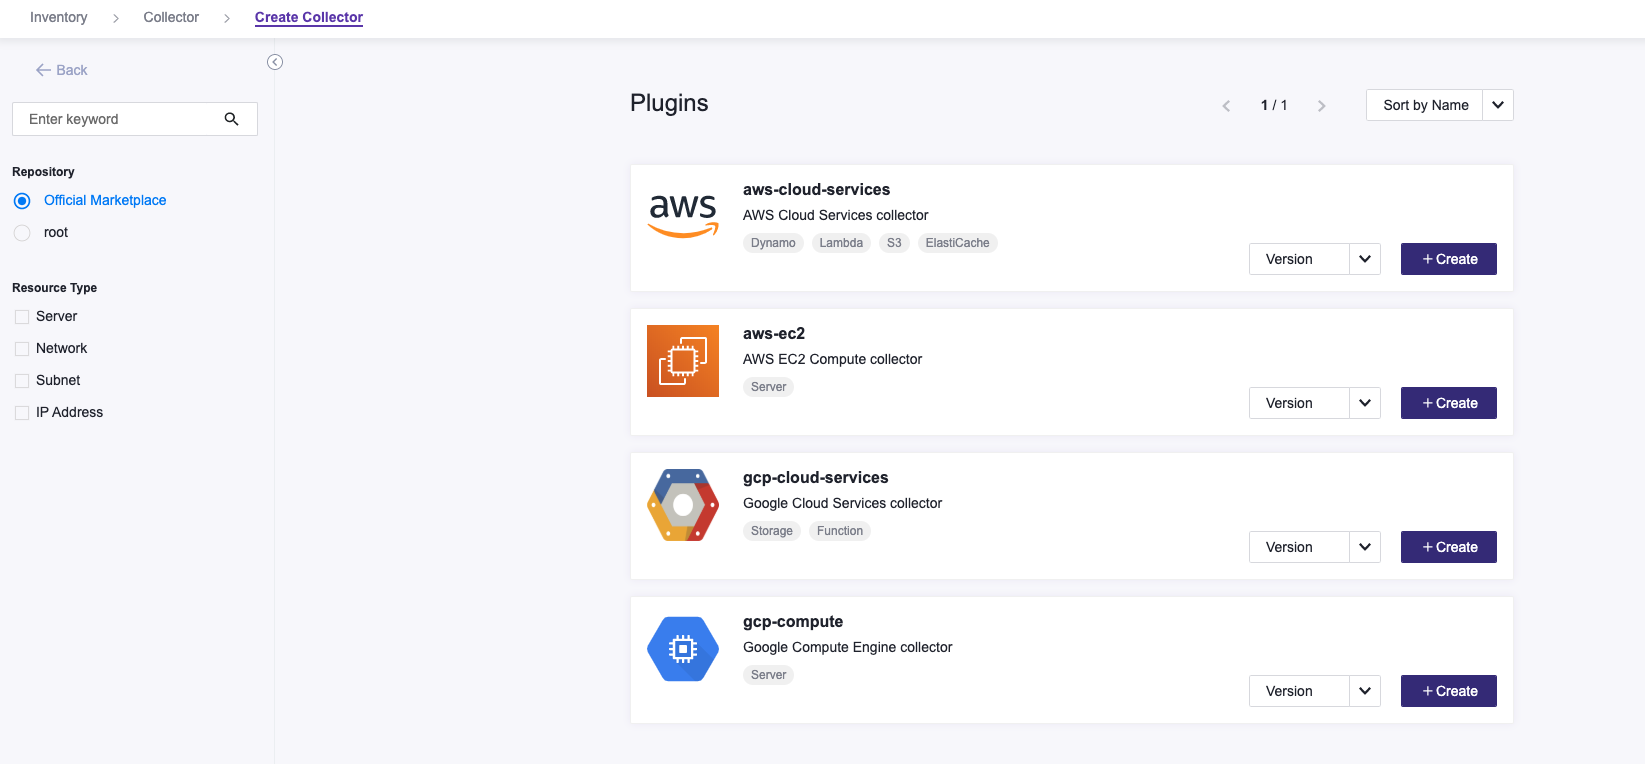 Inventory > Collector > Create Collector
Back
Enter keyword
Repository
Official Marketplace
root
Resource Type
Server
Network
Subnet
IP Address
Plugins
1 / 1
Sort by Name
aws
aws-cloud-services
AWS Cloud Services collector
Dynamo Lambda S3 ElastiCache
Version + Create
aws-ec2
AWS EC2 Compute collector
Server
Version + Create
gcp-cloud-services
Google Cloud Services collector
Storage Function
Version + Create
gcp-compute
Google Compute Engine collector
Server
Version + Create